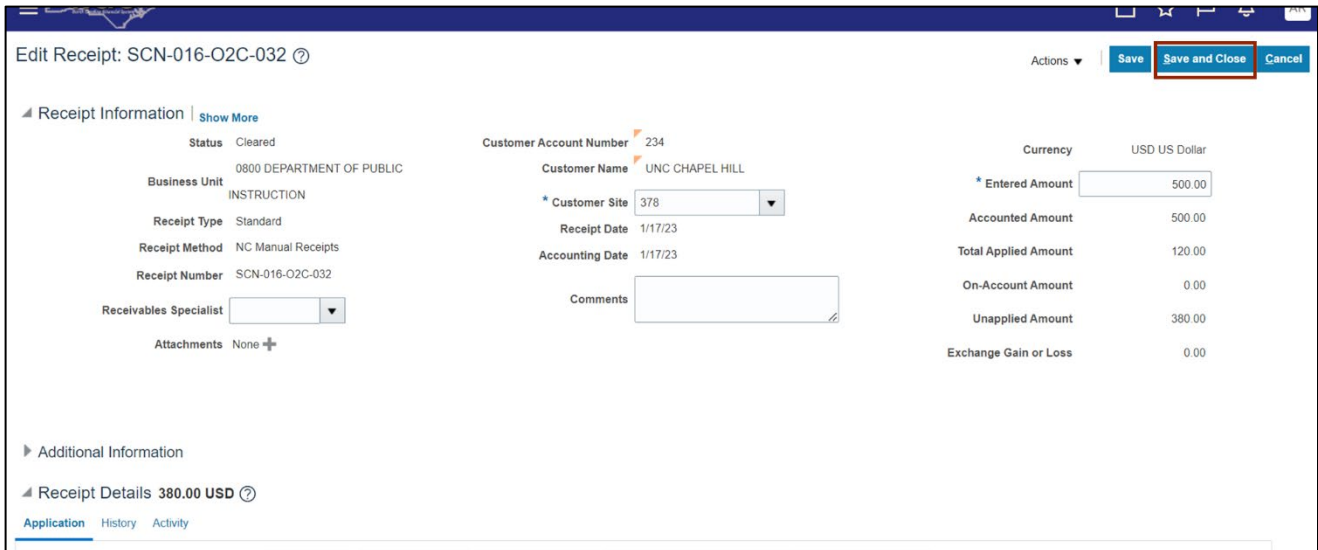 Edit Receipt: SCN-016-O2C-032
Actions
Save
Save and Close
Cancel
Receipt Information
Show More
Status Cleared
Business Unit 0800 DEPARTMENT OF PUBLIC
INSTRUCTION
Receipt Type Standard
Receipt Method NC Manual Receipts
Receipt Number SCN-016-O2C-032
Receivables Specialist
Attachments None
Customer Account Number 234
Customer Name UNC CHAPEL HILL
* Customer Site 378
Receipt Date 1/17/23
Accounting Date 1/17/23
Comments
Currency USD US Dollar
* Entered Amount 500.00
Accounted Amount 500.00
Total Applied Amount 120.00
On-Account Amount 0.00
Unapplied Amount 380.00
Exchange Gain or Loss 0.00
Additional Information
Receipt Details 380.00 USD
Application History Activity